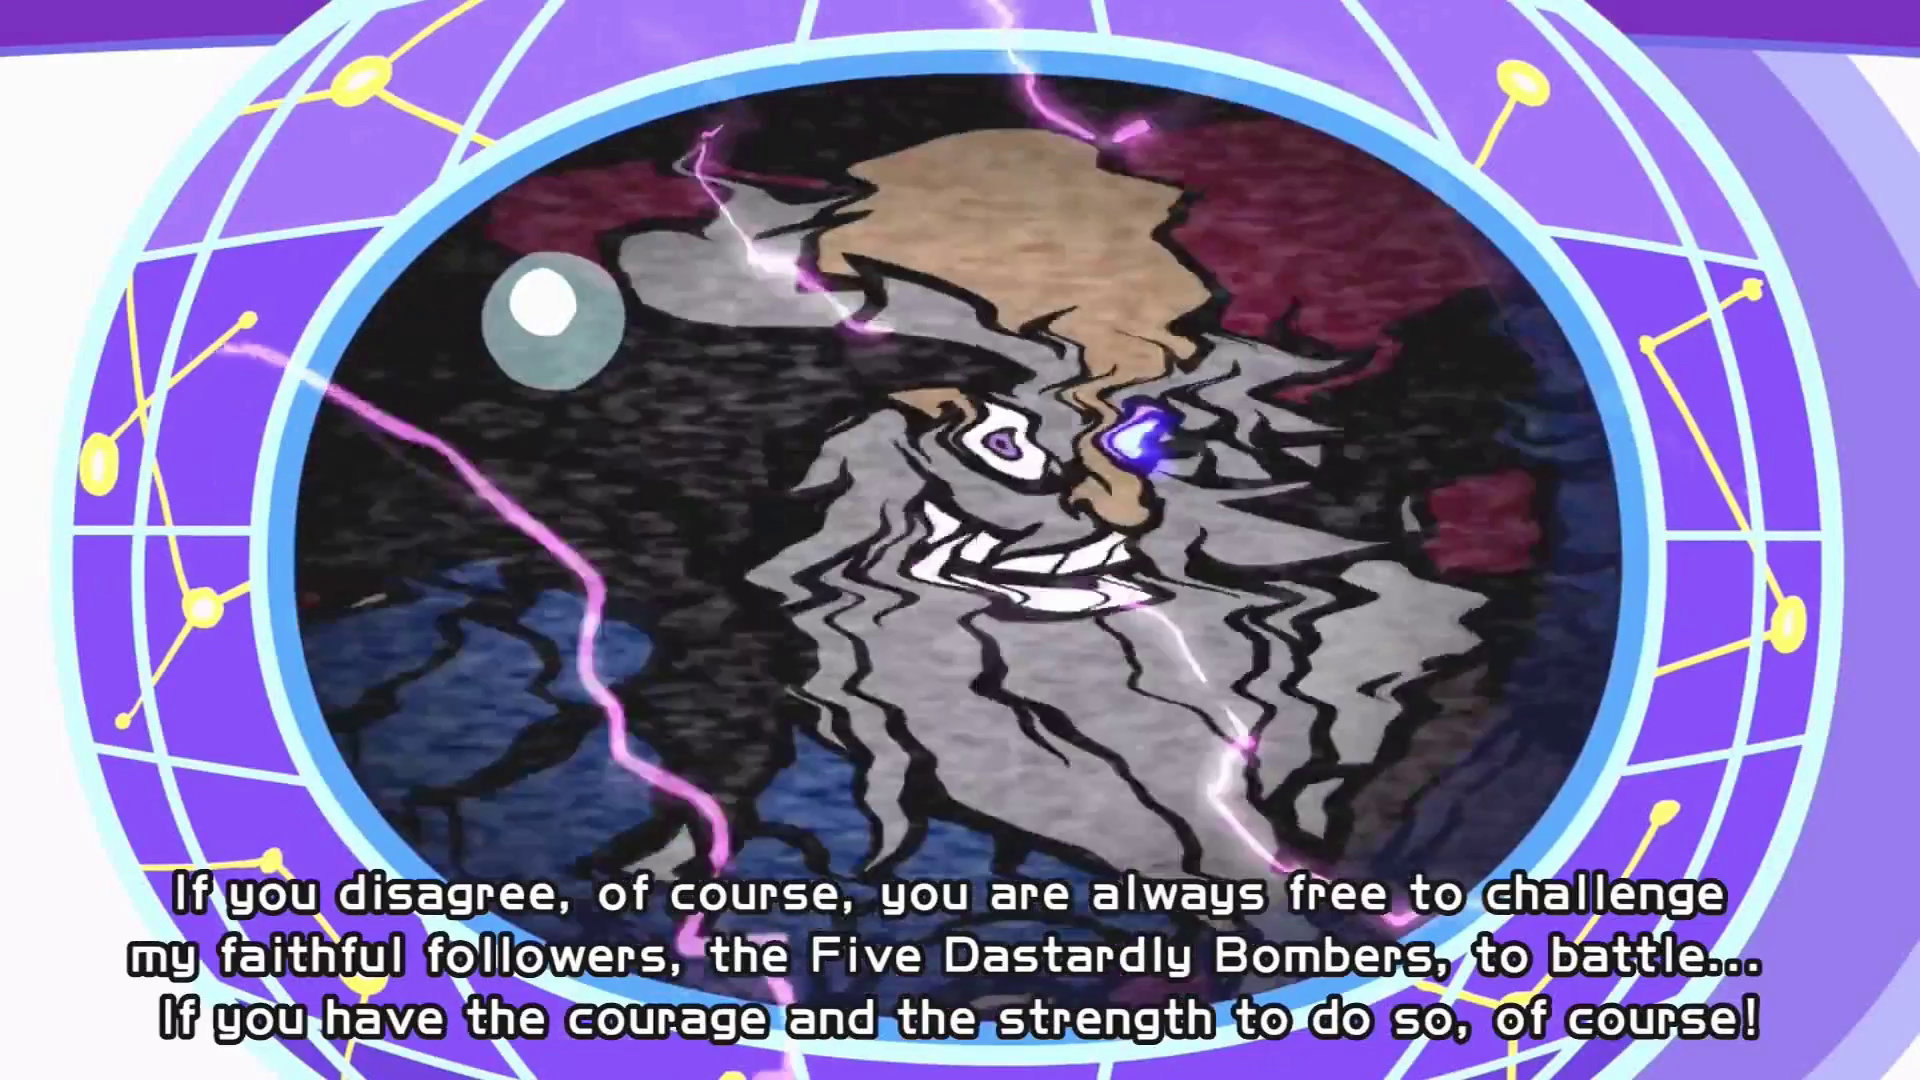 If you disagree, of course, you are always free to challenge
my faithful followers, the Five Dastardly Bombers, to battle...
If you have the courage and the strength to do so, of course!